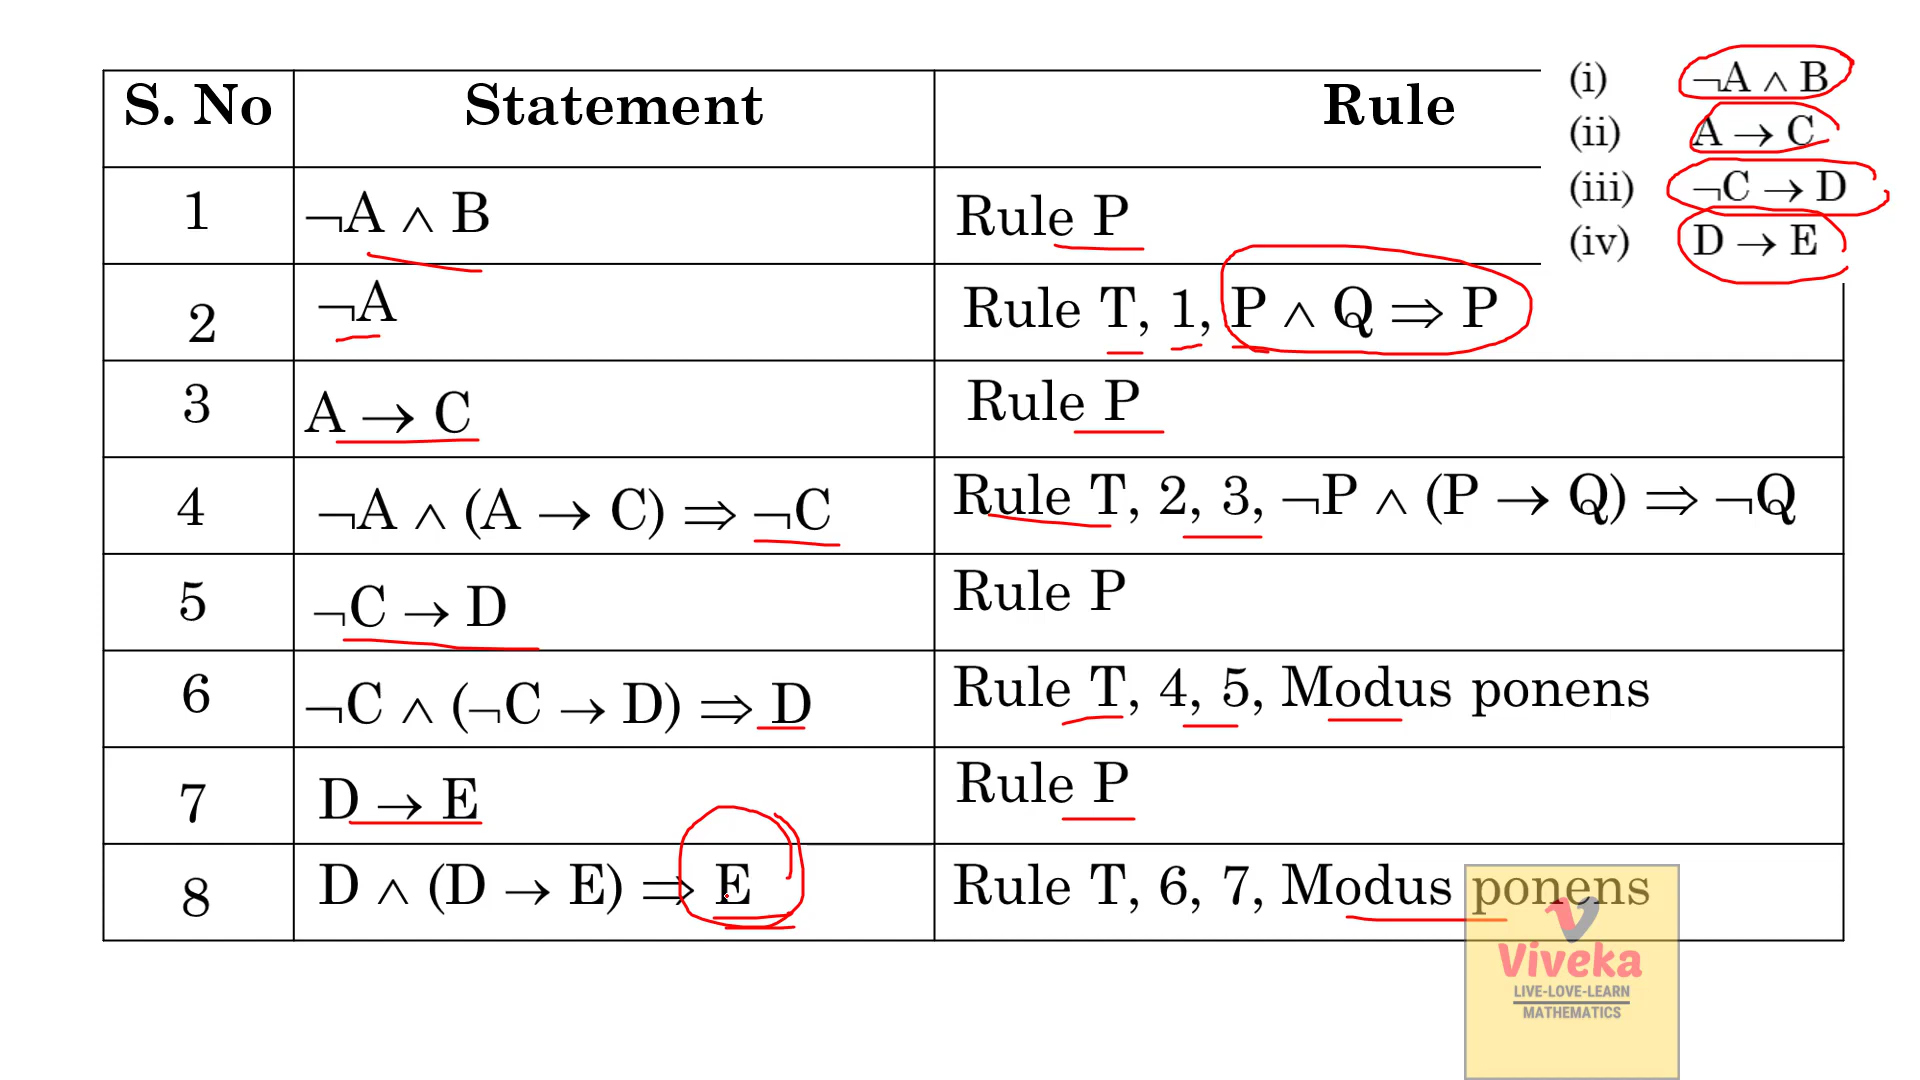 S. No Statement Rule
(i) ¬A ∧ B
(ii) A → C
(iii) ¬C → D
(iv) D → E
1 ¬A ∧ B Rule P
2 ¬A Rule T, 1, P ∧ Q ⇒ P
3 A → C Rule P
4 ¬A ∧ (A → C) ⇒ ¬C Rule T, 2, 3, ¬P ∧ (P → Q) ⇒ ¬Q
5 ¬C → D Rule P
6 ¬C ∧ (¬C → D) ⇒ D Rule T, 4, 5, Modus ponens
7 D → E Rule P
8 D ∧ (D → E) ⇒ E Rule T, 6, 7, Modus ponens
Viveka
LIVE-LOVE-LEARN
MATHEMATICS